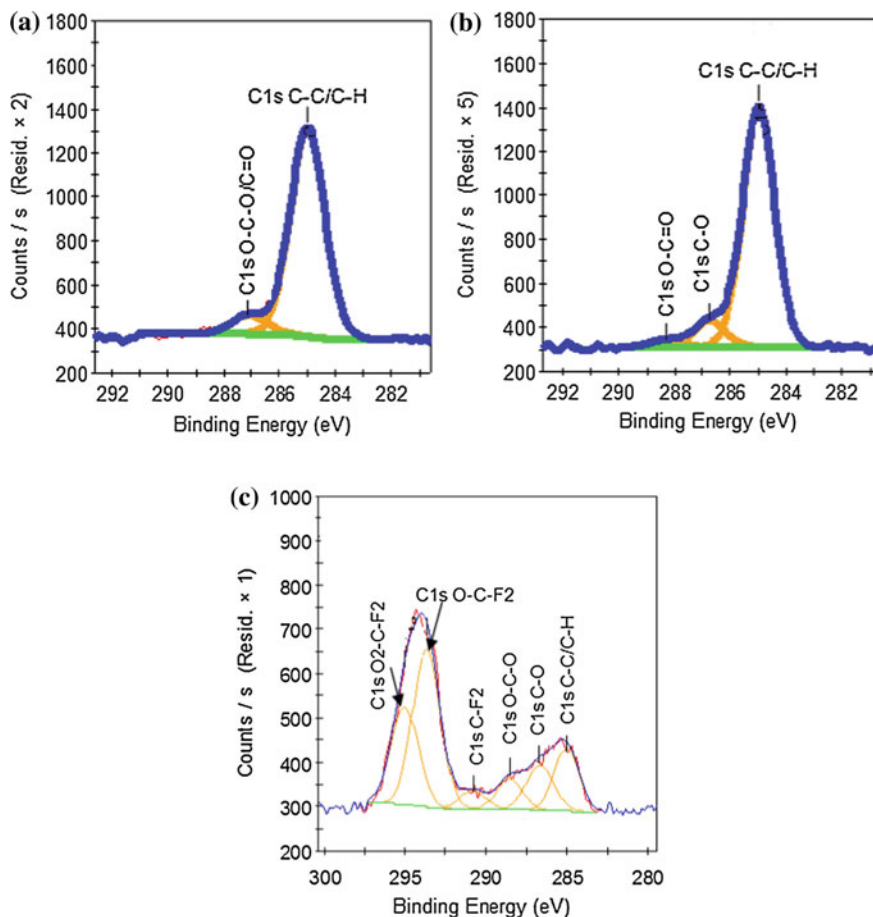 (a)
1800
1600
1400
1200
1000
800
600
400
200
Counts / s (Resid. × 2)
C1s C-C/C-H
C1s O-C-O/C=O
292 290 288 286 284 282
Binding Energy (eV)
(b)
1800
1600
1400
1200
1000
800
600
400
200
Counts / s (Resid. × 5)
C1s C-C/C-H
C1s O-C=O
C1s C-O
292 290 288 286 284 282
Binding Energy (eV)
(c)
1000
900
800
700
600
500
400
300
200
Counts / s (Resid. × 1)
C1s O2-C-F2
C1s O-C-F2
C1s C-F2
C1s O-C-O
C1s C-O
C1s C-C/C-H
300 295 290 285 280
Binding Energy (eV)